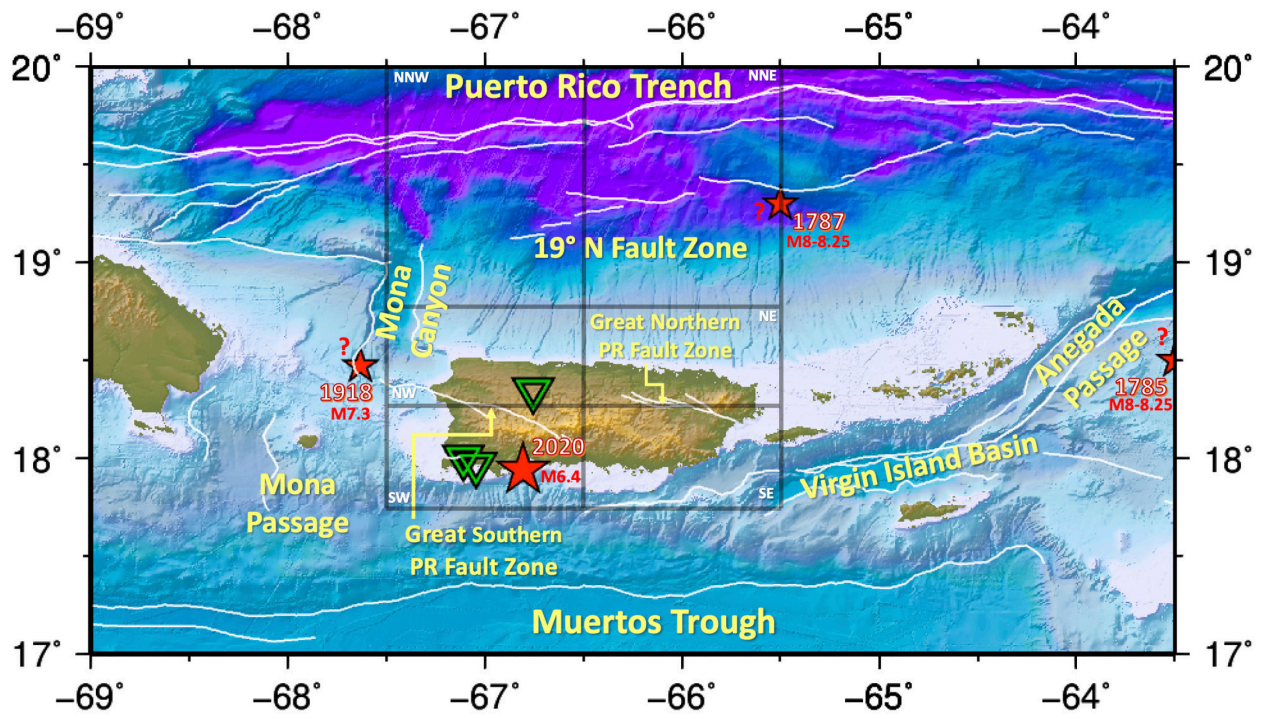 −69˚ −68˚ −67˚ −66˚ −65˚ −64˚
20˚ 20˚
NNW NNE
Puerto Rico Trench
?
1787
M8-8.25
19° N Fault Zone
19˚ 19˚
Mona
Canyon
NE
Great Northern
PR Fault Zone
Anegada
Passage
?
1918
M7.3
NW
?
1785
M8-8.25
2020
M6.4
18˚ 18˚
Virgin Island Basin
Mona
Passage
SW SE
Great Southern
PR Fault Zone
Muertos Trough
17˚ 17˚
−69˚ −68˚ −67˚ −66˚ −65˚ −64˚